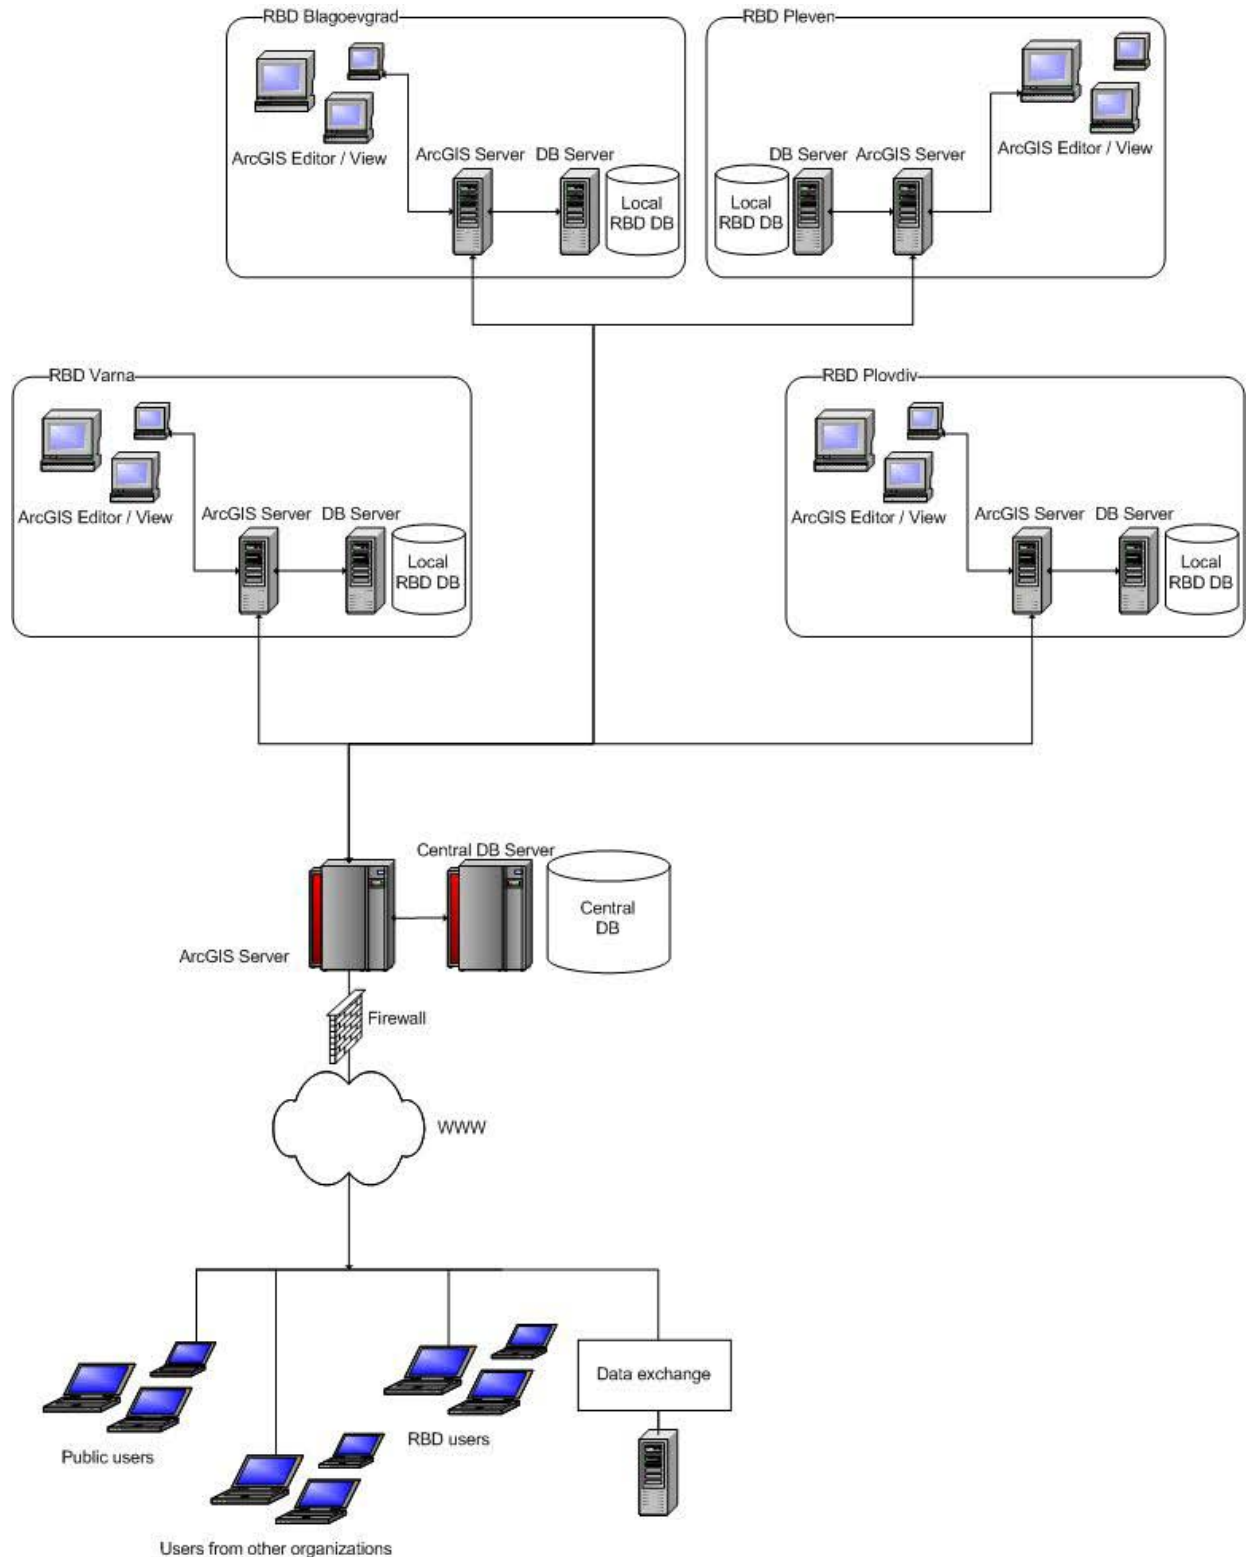 RBD Blagoevgrad
ArcGIS Editor / View
ArcGIS Server
DB Server
Local
RBD DB
RBD Pleven
ArcGIS Editor / View
DB Server
ArcGIS Server
Local
RBD DB
RBD Varna
ArcGIS Editor / View
ArcGIS Server
DB Server
Local
RBD DB
RBD Plovdiv
ArcGIS Editor / View
ArcGIS Server
DB Server
Local
RBD DB
Central DB Server
Central
DB
ArcGIS Server
Firewall
WWW
Data exchange
RBD users
Public users
Users from other organizations